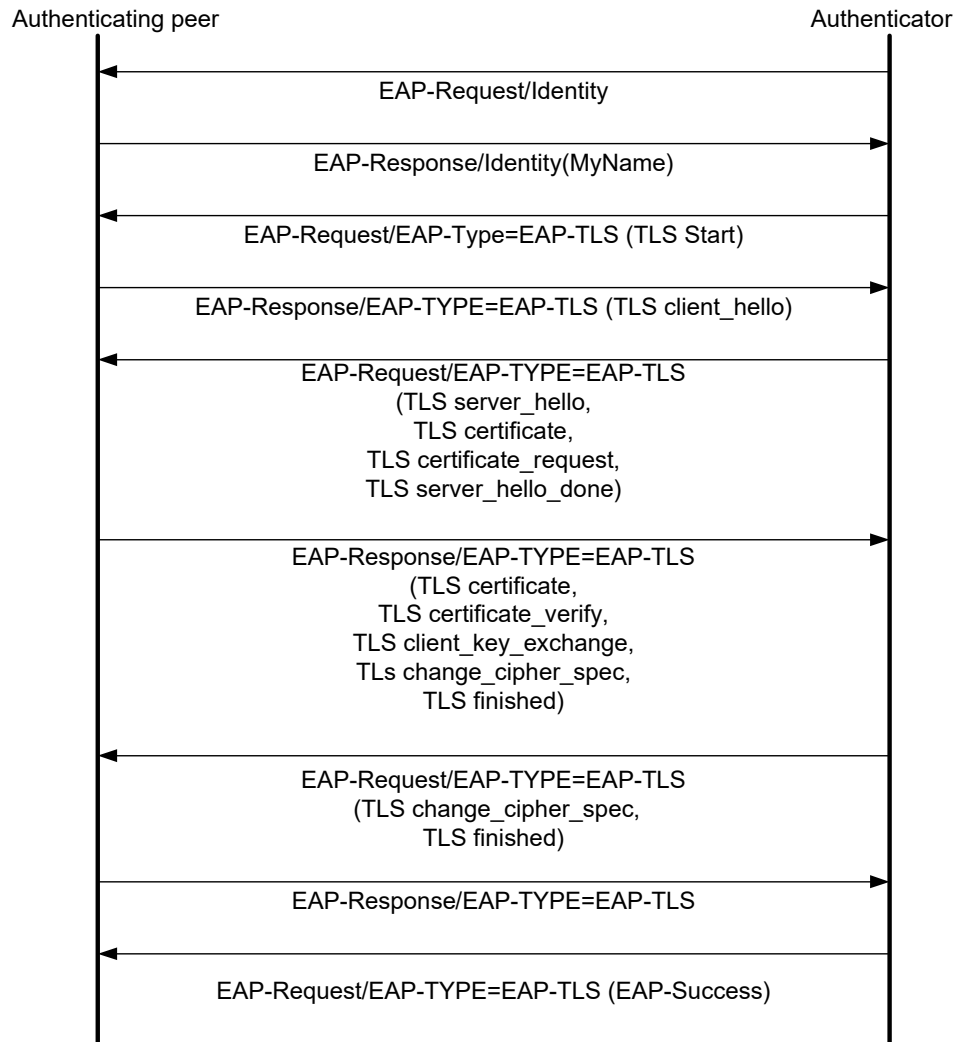 Authenticating peer
Authenticator
EAP-Request/Identity
EAP-Response/Identity(MyName)
EAP-Request/EAP-Type=EAP-TLS (TLS Start)
EAP-Response/EAP-TYPE=EAP-TLS (TLS client_hello)
EAP-Request/EAP-TYPE=EAP-TLS
(TLS server_hello,
TLS certificate,
TLS certificate_request,
TLS server_hello_done)
EAP-Response/EAP-TYPE=EAP-TLS
(TLS certificate,
TLS certificate_verify,
TLS client_key_exchange,
TLs change_cipher_spec,
TLS finished)
EAP-Request/EAP-TYPE=EAP-TLS
(TLS change_cipher_spec,
TLS finished)
EAP-Response/EAP-TYPE=EAP-TLS
EAP-Request/EAP-TYPE=EAP-TLS (EAP-Success)